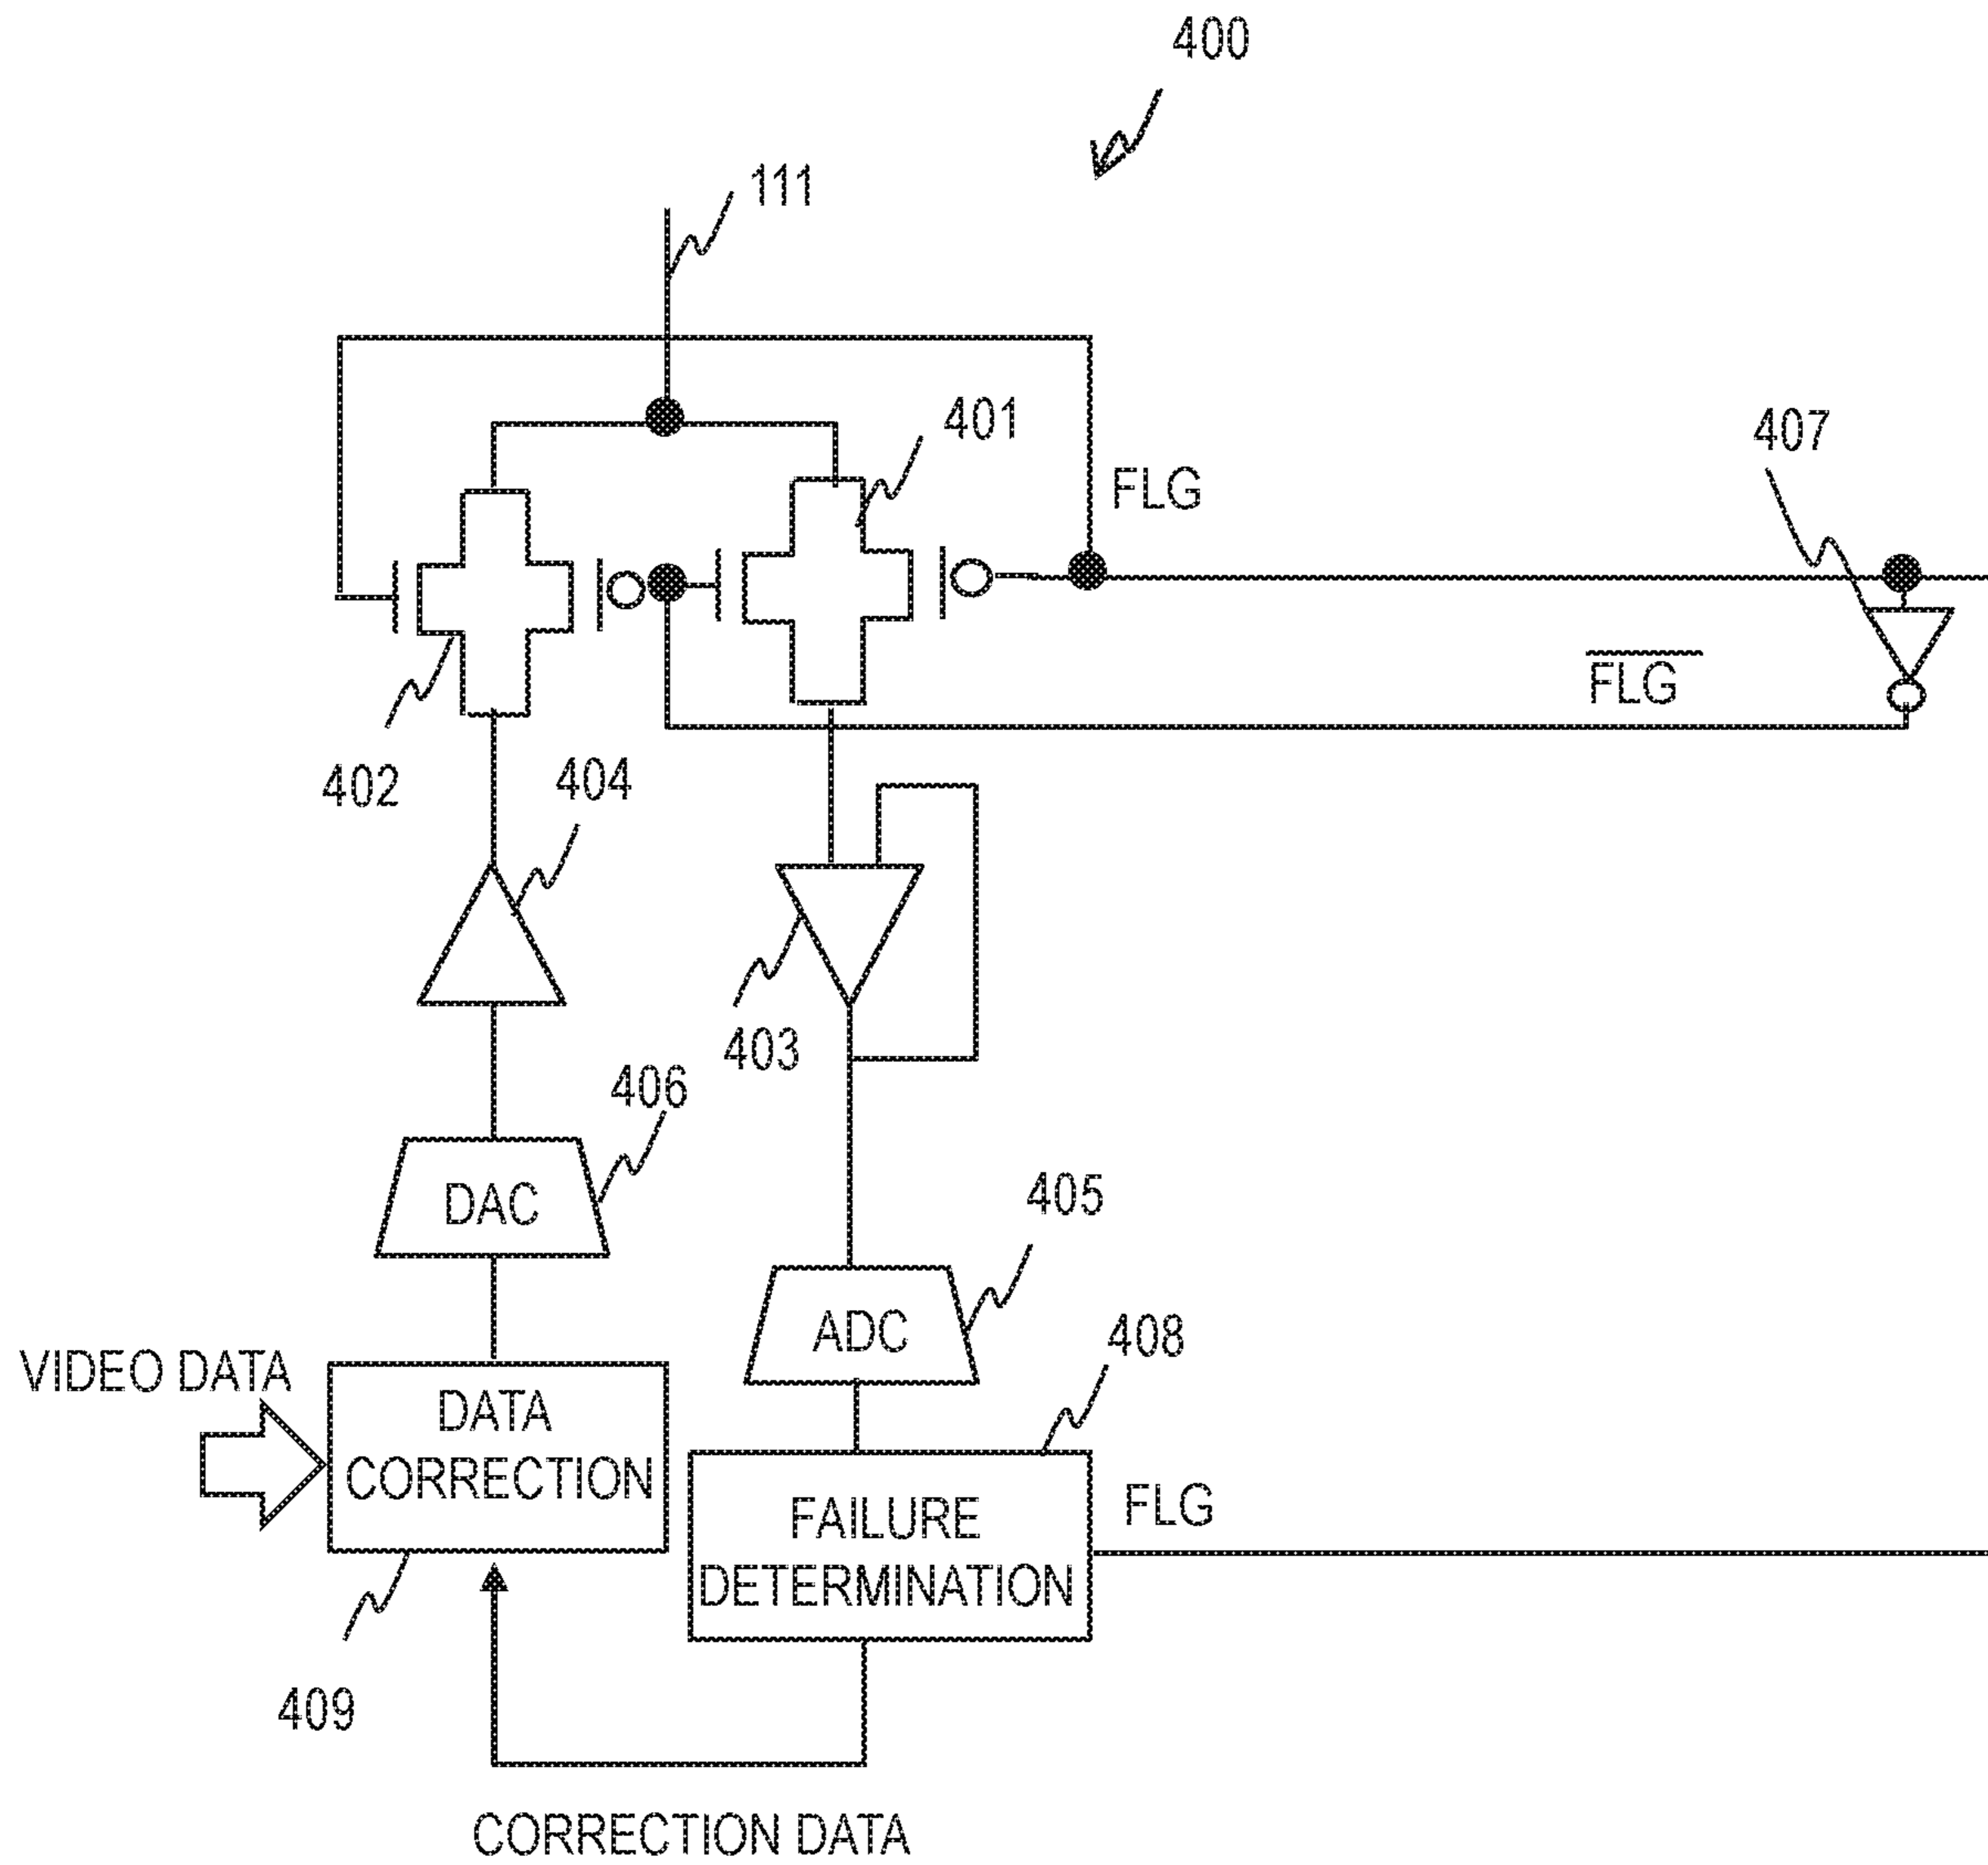 400
111
401
FLG
407
FLG
402
404
403
406
DAC
405
ADC
408
VIDEO DATA
DATA
CORRECTION
FAILURE
DETERMINATION
FLG
409
CORRECTION DATA